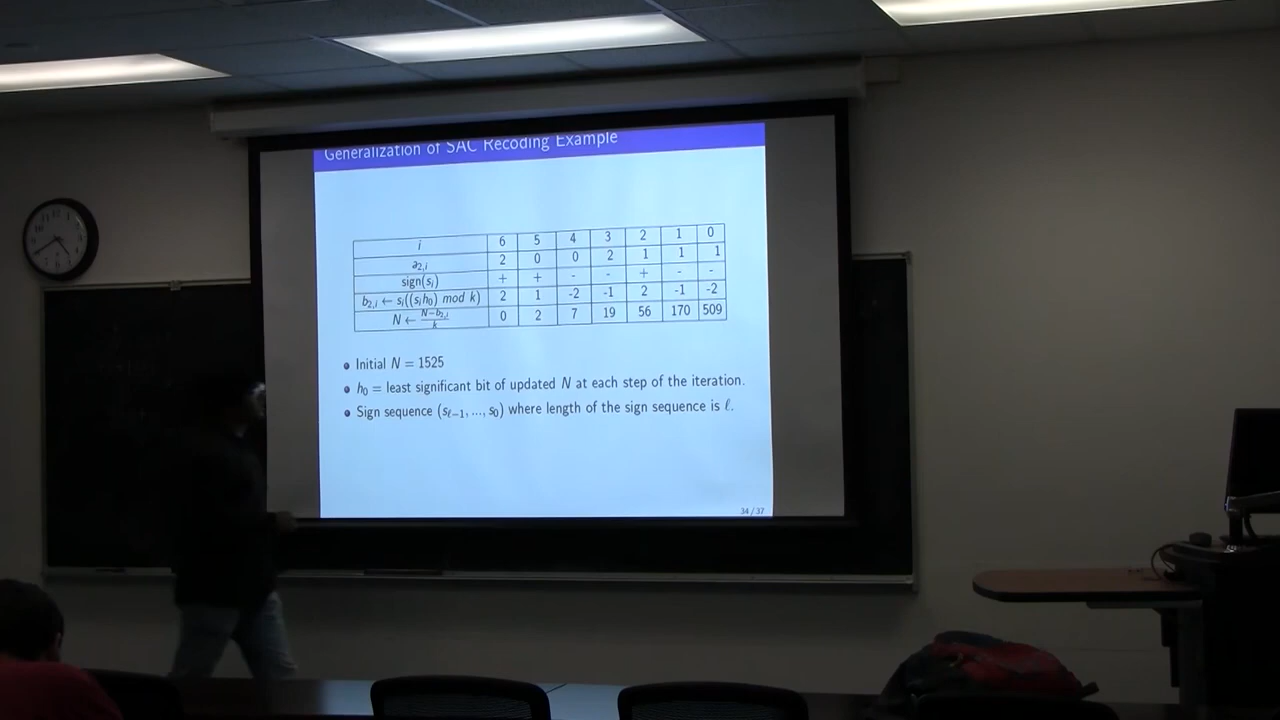 Generalization of SAC Recoding Example
i 6 5 4 3 2 1 0
a₂,ᵢ 2 0 0 2 1 1 1
sign(sᵢ) + + - - + - -
b₂,ᵢ ← sᵢ((sᵢh₀) mod k) 2 1 -2 -1 2 -1 -2
N ← (N−b₂,ᵢ)/k 0 2 7 19 56 170 509
• Initial N = 1525
• h₀ = least significant bit of updated N at each step of the iteration.
• Sign sequence (sℓ−1, ..., s₀) where length of the sign sequence is ℓ.
34 / 37